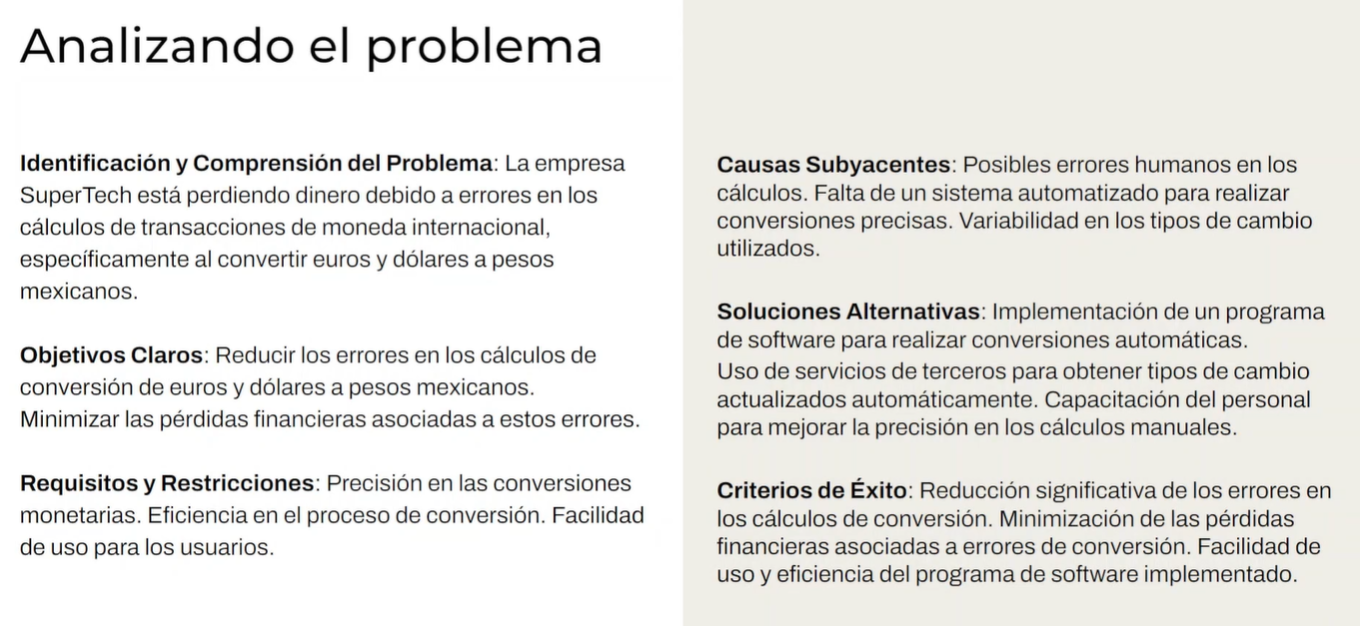 Analizando el problema
Identificación y Comprensión del Problema: La empresa
SuperTech está perdiendo dinero debido a errores en los
cálculos de transacciones de moneda internacional,
específicamente al convertir euros y dólares a pesos
mexicanos.
Objetivos Claros: Reducir los errores en los cálculos de
conversión de euros y dólares a pesos mexicanos.
Minimizar las pérdidas financieras asociadas a estos errores.
Requisitos y Restricciones: Precisión en las conversiones
monetarias. Eficiencia en el proceso de conversión. Facilidad
de uso para los usuarios.
Causas Subyacentes: Posibles errores humanos en los
cálculos. Falta de un sistema automatizado para realizar
conversiones precisas. Variabilidad en los tipos de cambio
utilizados.
Soluciones Alternativas: Implementación de un programa
de software para realizar conversiones automáticas.
Uso de servicios de terceros para obtener tipos de cambio
actualizados automáticamente. Capacitación del personal
para mejorar la precisión en los cálculos manuales.
Criterios de Éxito: Reducción significativa de los errores en
los cálculos de conversión. Minimización de las pérdidas
financieras asociadas a errores de conversión. Facilidad de
uso y eficiencia del programa de software implementado.